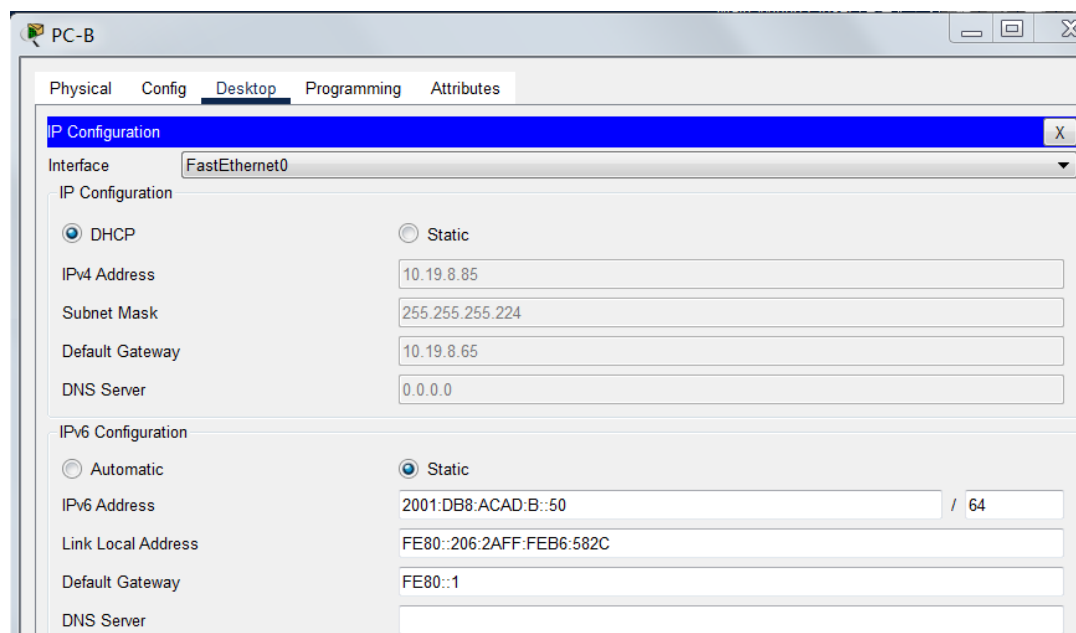 PC-B
Physical Config Desktop Programming Attributes
IP Configuration X
Interface FastEthernet0
IP Configuration
DHCP Static
IPv4 Address 10.19.8.85
Subnet Mask 255.255.255.224
Default Gateway 10.19.8.65
DNS Server 0.0.0.0
IPv6 Configuration
Automatic Static
IPv6 Address 2001:DB8:ACAD:B::50 / 64
Link Local Address FE80::206:2AFF:FEB6:582C
Default Gateway FE80::1
DNS Server